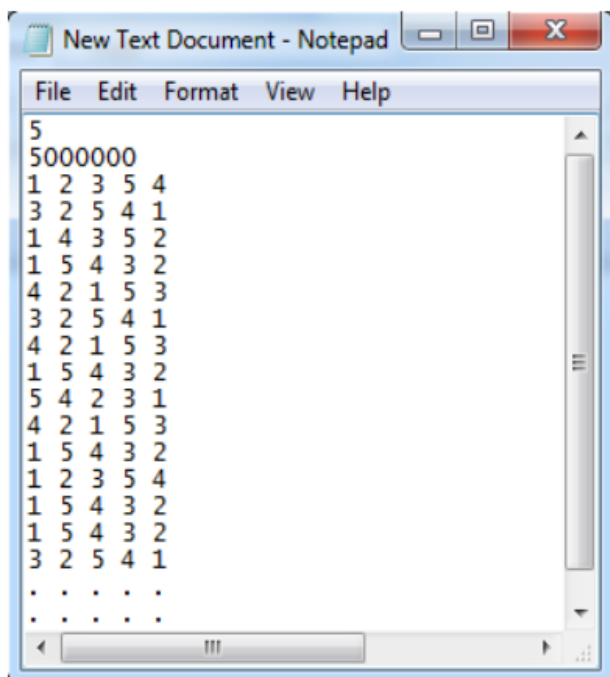 New Text Document - Notepad
File Edit Format View Help
5
5000000
1 2 3 5 4
3 2 5 4 1
1 4 3 5 2
1 5 4 3 2
4 2 1 5 3
3 2 5 4 1
4 2 1 5 3
1 5 4 3 2
5 4 2 3 1
4 2 1 5 3
1 5 4 3 2
1 2 3 5 4
1 5 4 3 2
1 5 4 3 2
3 2 5 4 1
. . . . .
. . . . .